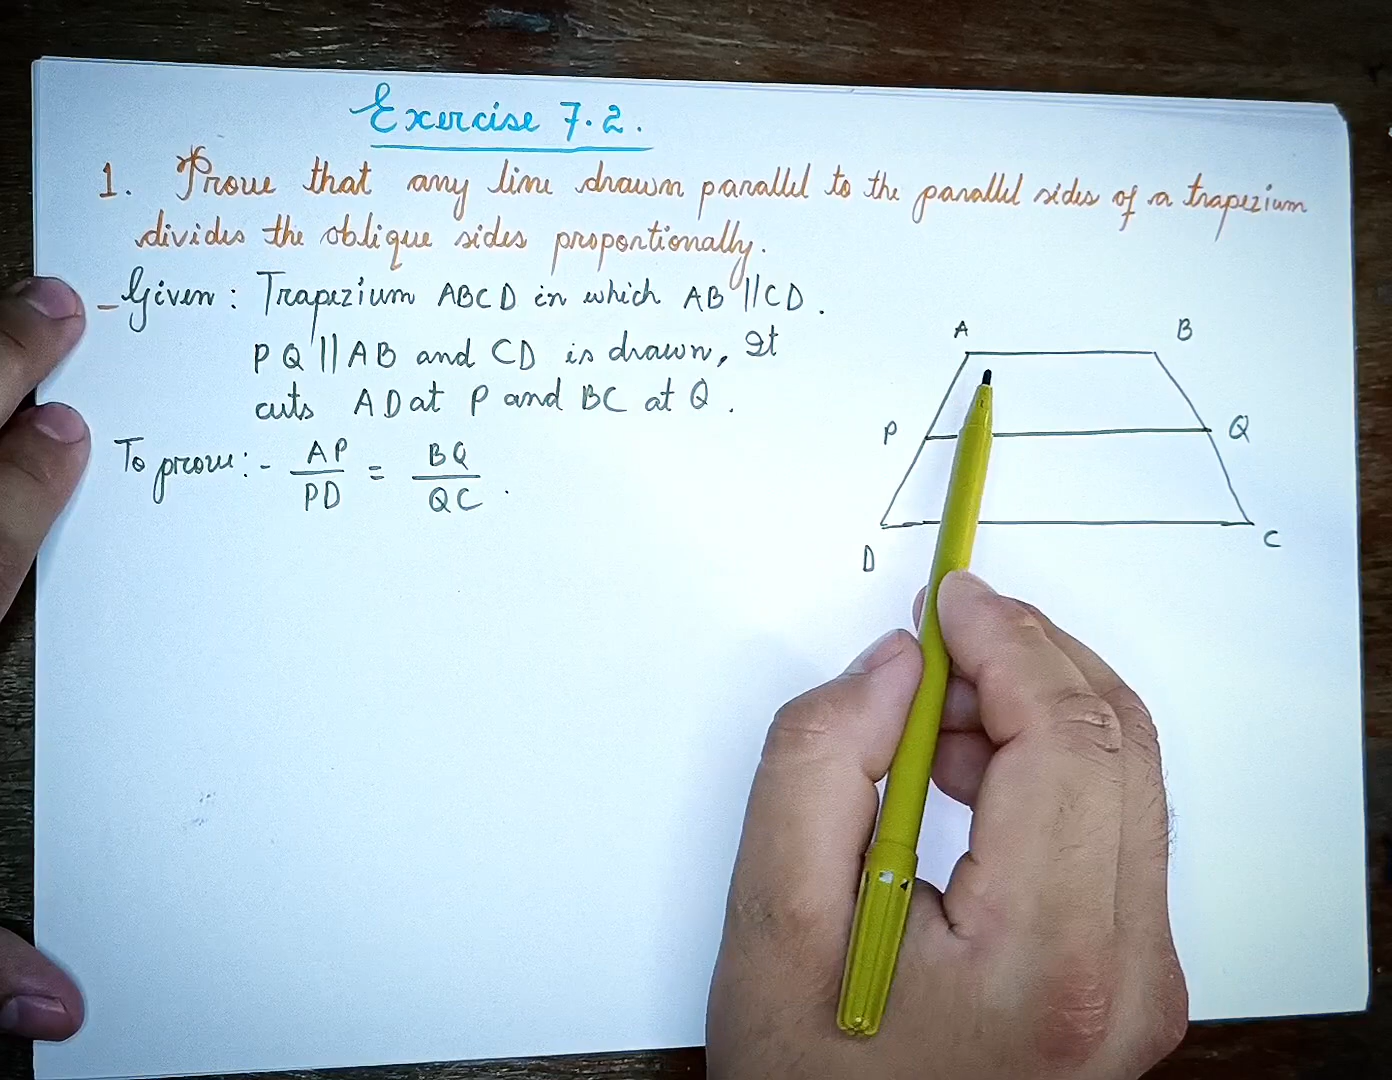 Exercise 7.2.
1. Prove that any line drawn parallel to the parallel sides of a trapezium
divides the oblique sides proportionally.
Given : Trapezium ABCD in which AB || CD.
PQ || AB and CD is drawn, It
cuts AD at P and BC at Q.
To prove :- AP/PD = BQ/QC .
A B
P Q
D C